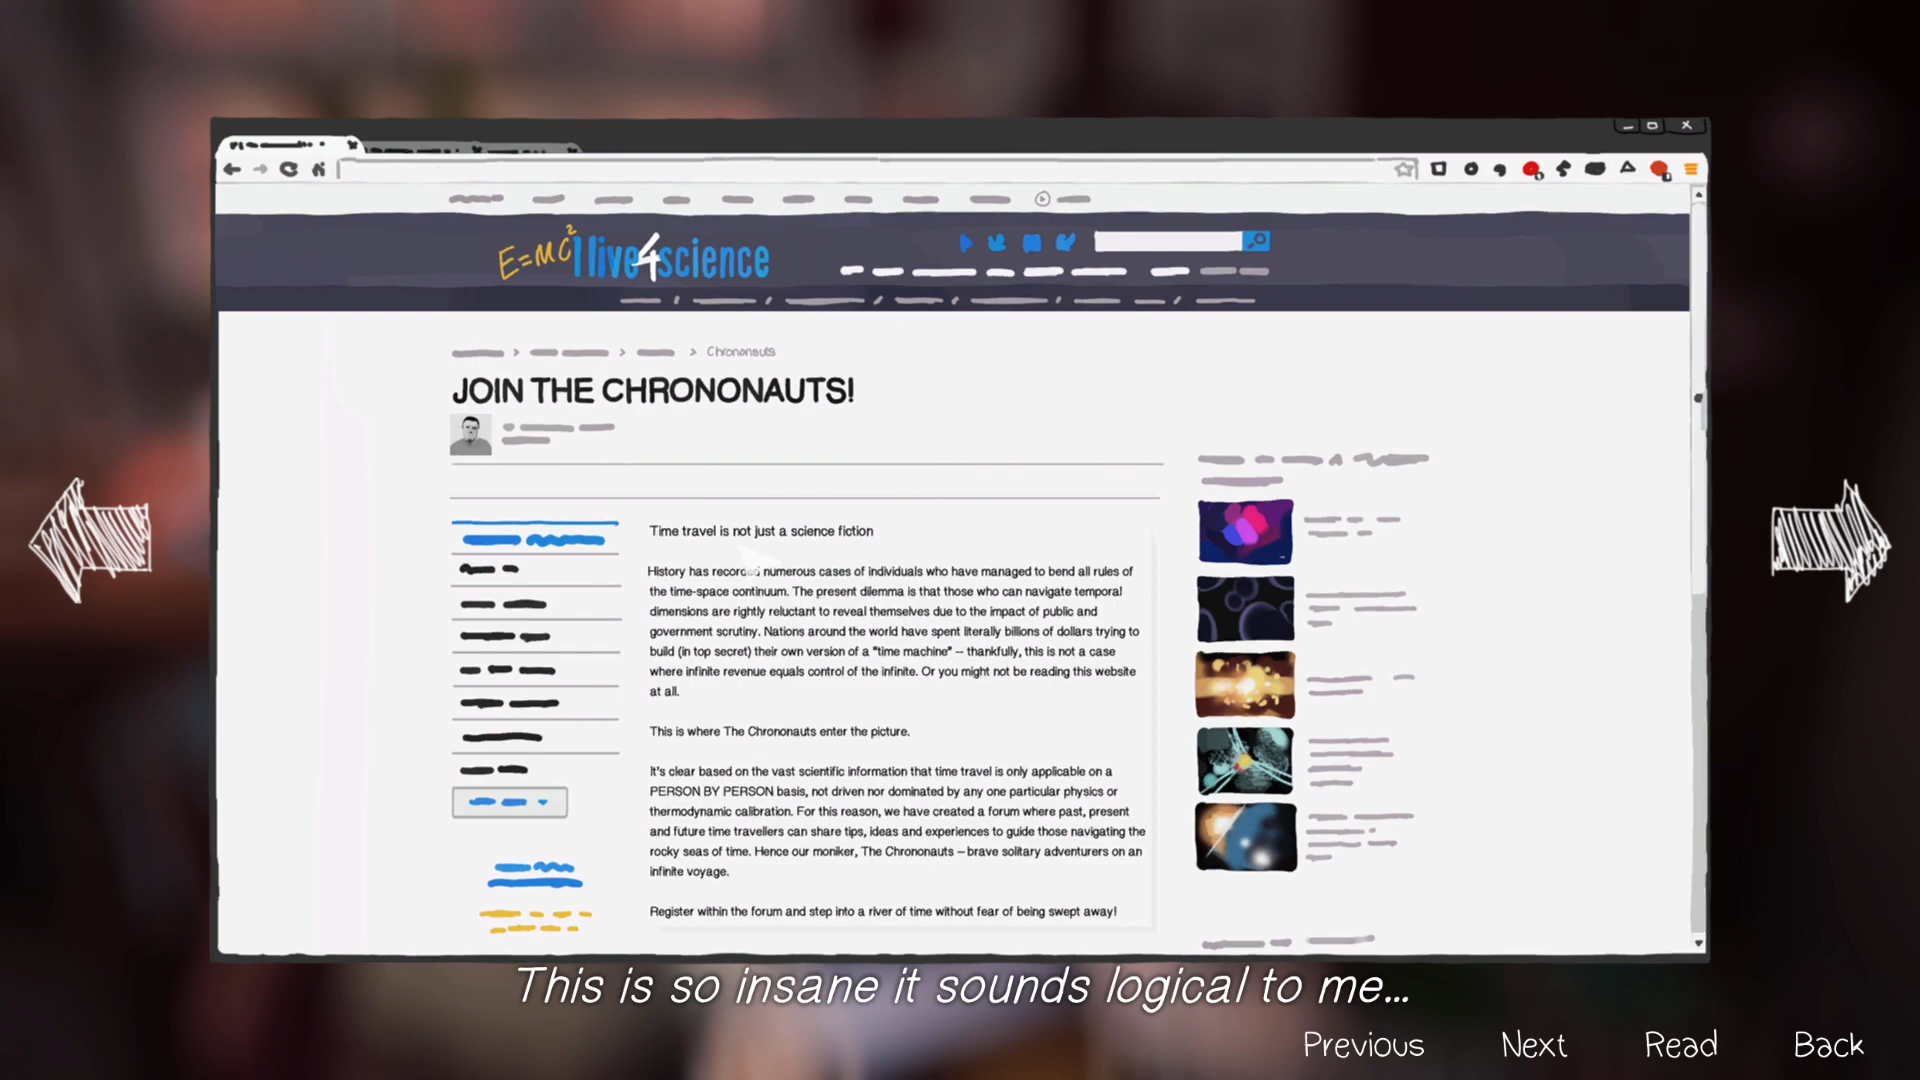 E=MC² I live4science
Chrononauts
JOIN THE CHRONONAUTS!
Time travel is not just a science fiction
History has recorded numerous cases of individuals who have managed to bend all rules of
the time-space continuum. The present dilemma is that those who can navigate temporal
dimensions are rightly reluctant to reveal themselves due to the impact of public and
government scrutiny. Nations around the world have spent literally billions of dollars trying to
build (in top secret) their own version of a "time machine" – thankfully, this is not a case
where infinite revenue equals control of the infinite. Or you might not be reading this website
at all.
This is where The Chrononauts enter the picture.
It's clear based on the vast scientific information that time travel is only applicable on a
PERSON BY PERSON basis, not driven nor dominated by any one particular physics or
thermodynamic calibration. For this reason, we have created a forum where past, present
and future time travellers can share tips, ideas and experiences to guide those navigating the
rocky seas of time. Hence our moniker, The Chrononauts – brave solitary adventurers on an
infinite voyage.
Register within the forum and step into a river of time without fear of being swept away!
This is so insane it sounds logical to me...
Previous Next Read Back